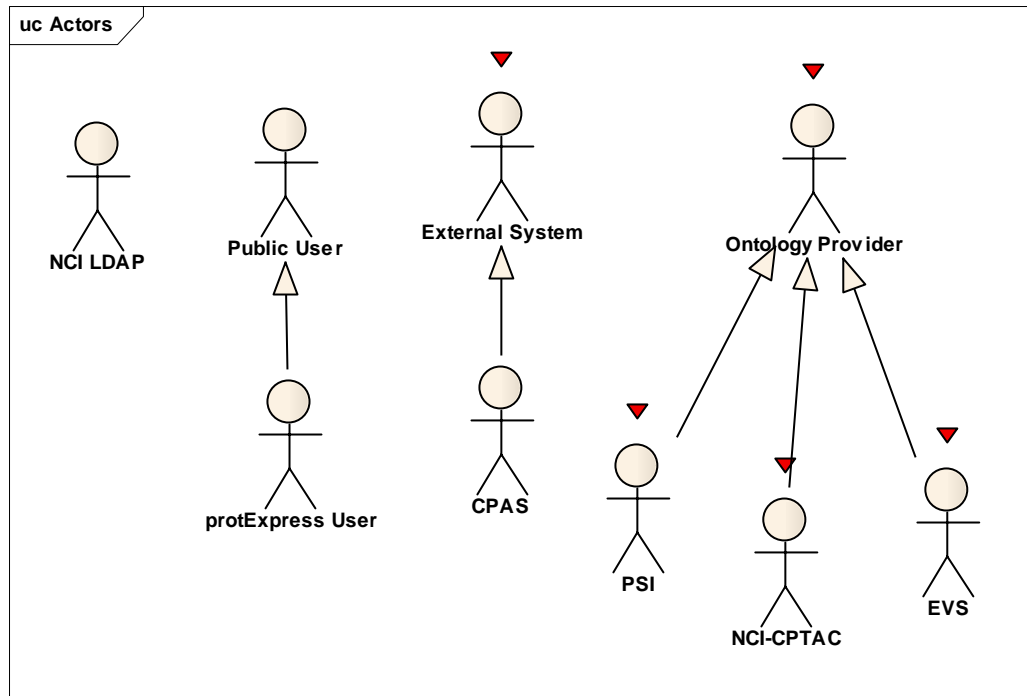 uc Actors
NCI LDAP
Public User
External System
Ontology Provider
protExpress User
CPAS
PSI
NCI-CPTAC
EVS